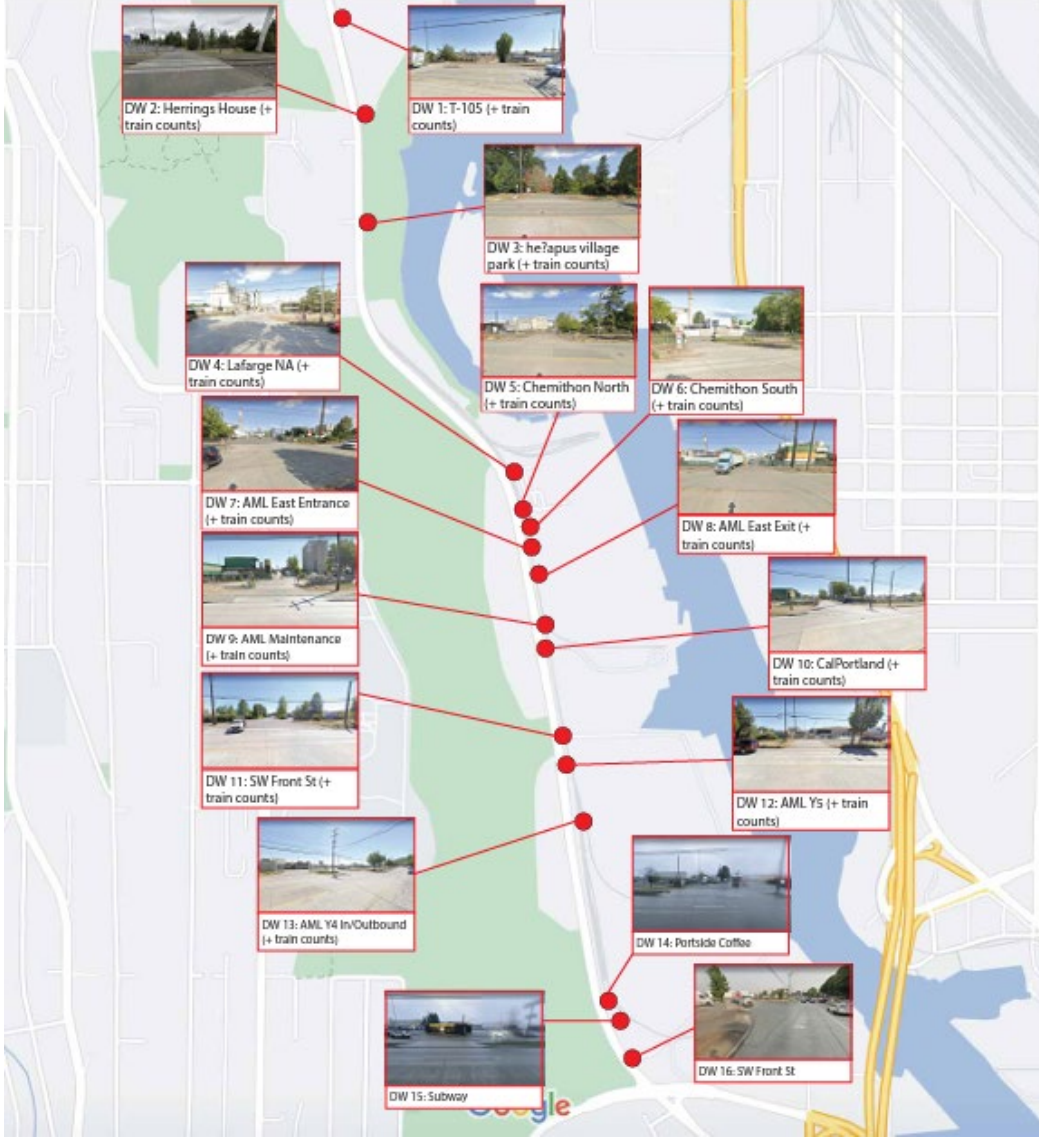 DW 2: Herrings House (+
train counts)
DW 1: T-105 (+ train
counts)
DW 3: he?apus village
park (+ train counts)
DW 4: Lafarge NA (+
train counts)
DW 5: Chemithon North
(+ train counts)
DW 6: Chemithon South
(+ train counts)
DW 7: AML East Entrance
(+ train counts)
DW 8: AML East Exit (+
train counts)
DW 9: AML Maintenance
(+ train counts)
DW 10: CalPortland (+
train counts)
DW 11: SW Front St (+
train counts)
DW 12: AML Y5 (+ train
counts)
DW 13: AML Y4 In/Outbound
(+ train counts)
DW 14: Portside Coffee
DW 15: Subway
DW 16: SW Front St
Google